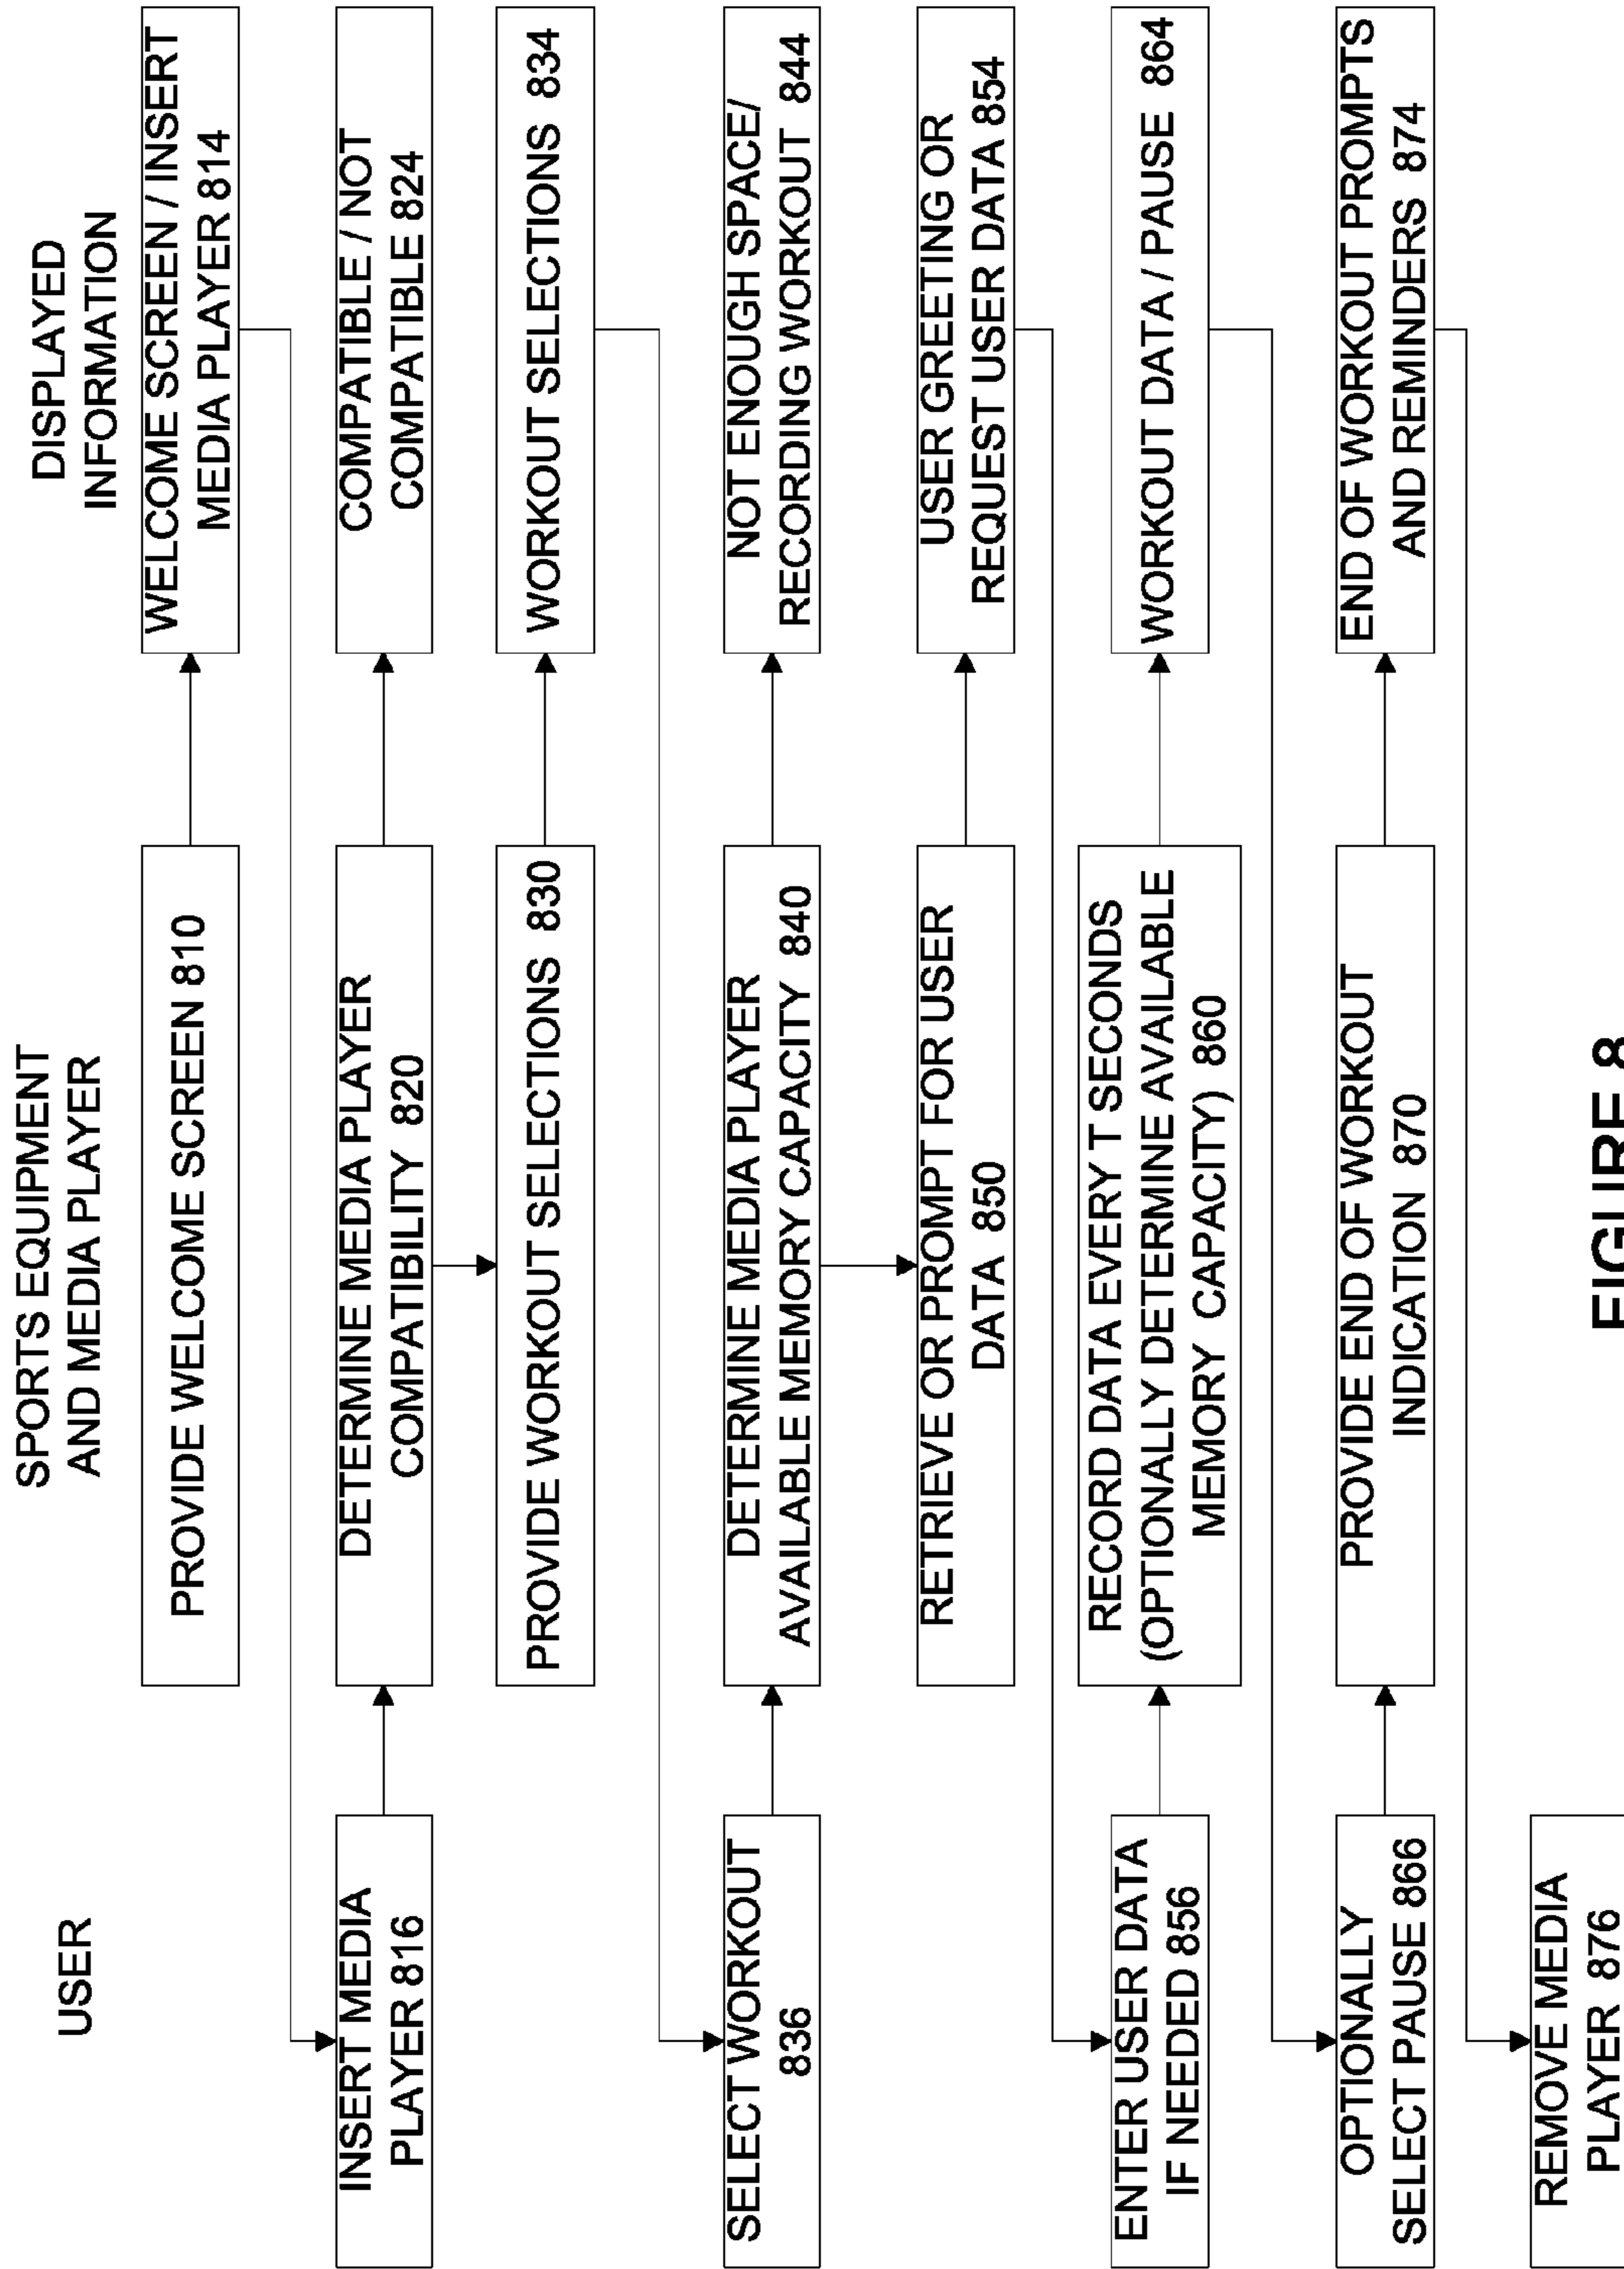 USER
SPORTS EQUIPMENT
AND MEDIA PLAYER
DISPLAYED
INFORMATION
PROVIDE WELCOME SCREEN 810
WELCOME SCREEN / INSERT
MEDIA PLAYER 814
INSERT MEDIA
PLAYER 816
DETERMINE MEDIA PLAYER
COMPATIBILITY 820
COMPATIBLE / NOT
COMPATIBLE 824
PROVIDE WORKOUT SELECTIONS 830
WORKOUT SELECTIONS 834
SELECT WORKOUT
836
DETERMINE MEDIA PLAYER
AVAILABLE MEMORY CAPACITY 840
NOT ENOUGH SPACE/
RECORDING WORKOUT 844
RETRIEVE OR PROMPT FOR USER
DATA 850
USER GREETING OR
REQUEST USER DATA 854
ENTER USER DATA
IF NEEDED 856
RECORD DATA EVERY T SECONDS
(OPTIONALLY DETERMINE AVAILABLE
MEMORY CAPACITY) 860
WORKOUT DATA / PAUSE 864
OPTIONALLY
SELECT PAUSE 866
PROVIDE END OF WORKOUT
INDICATION 870
END OF WORKOUT PROMPTS
AND REMINDERS 874
REMOVE MEDIA
PLAYER 876
FIGURE 8